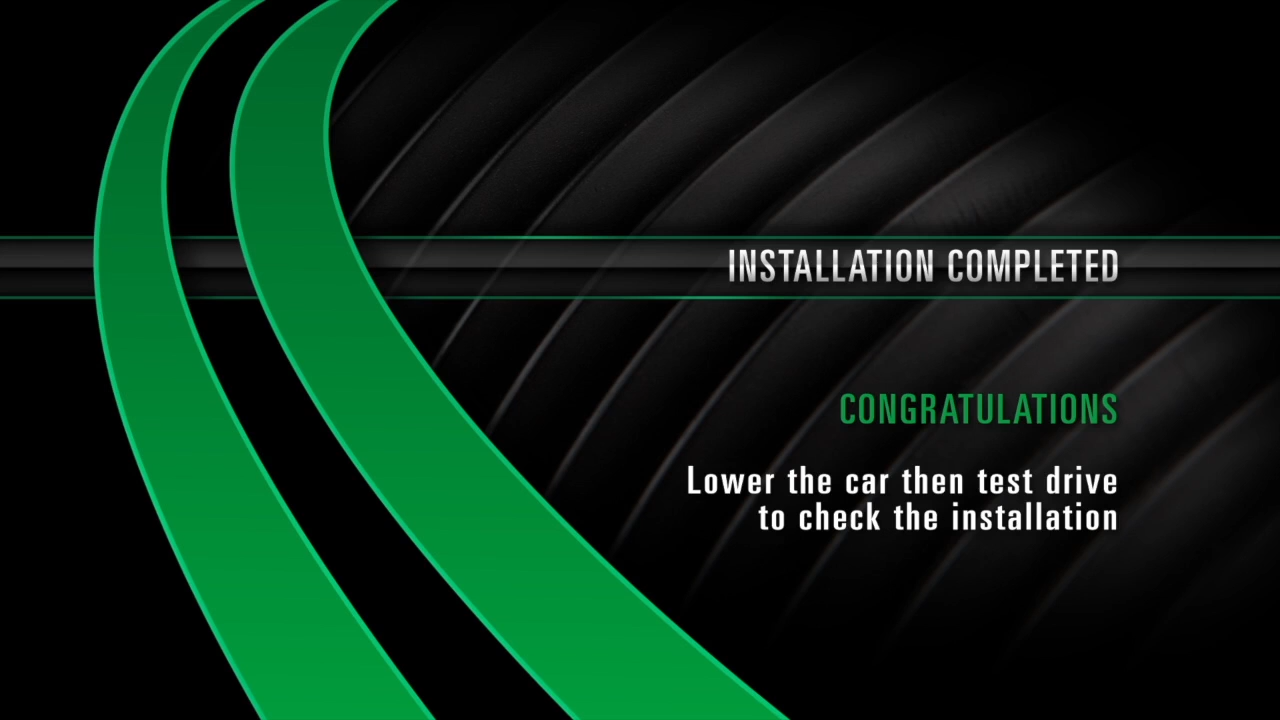 INSTALLATION COMPLETED
CONGRATULATIONS
Lower the car then test drive
to check the installation